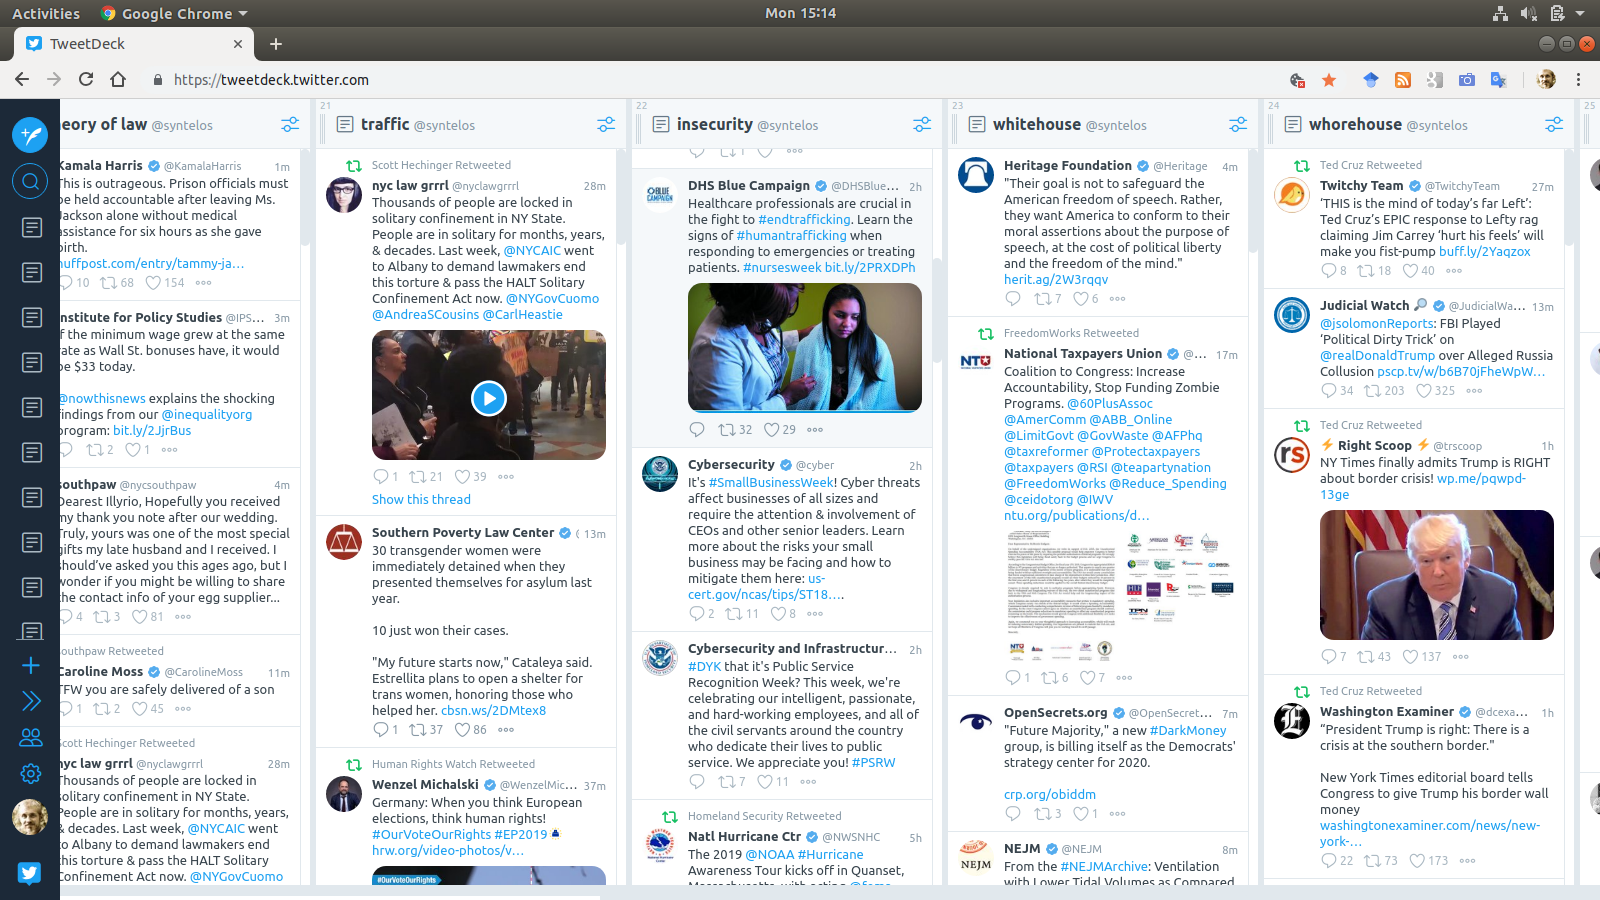 Activities
Google Chrome
Mon 15:14
TweetDeck
https://tweetdeck.twitter.com
eory of law @syntelos
Kamala Harris @KamalaHarris 1m
This is outrageous. Prison officials must
be held accountable after leaving Ms.
Jackson alone without medical
assistance for six hours as she gave
birth.
huffpost.com/entry/tammy-ja…
10 68 154
Institute for Policy Studies @IPS… 3m
If the minimum wage grew at the same
rate as Wall St. bonuses have, it would
be $33 today.
@nowthisnews explains the shocking
findings from our @inequalityorg
program: bit.ly/2JjrBus
2 1
southpaw @nycsouthpaw 4m
Dearest Illyrio, Hopefully you received
my thank you note after our wedding.
Truly, yours was one of the most special
gifts my late husband and I received. I
should've asked you this ages ago, but I
wonder if you might be willing to share
the contact info of your egg supplier...
4 3 81
southpaw Retweeted
Caroline Moss @CarolineMoss 11m
TFW you are safely delivered of a son
1 2 45
Scott Hechinger Retweeted
nyc law grrrl @nyclawgrrrl 28m
Thousands of people are locked in
solitary confinement in NY State.
People are in solitary for months, years,
& decades. Last week, @NYCAIC went
to Albany to demand lawmakers end
this torture & pass the HALT Solitary
Confinement Act now. @NYGovCuomo
21
traffic @syntelos
Scott Hechinger Retweeted
nyc law grrrl @nyclawgrrrl 28m
Thousands of people are locked in
solitary confinement in NY State.
People are in solitary for months, years,
& decades. Last week, @NYCAIC went
to Albany to demand lawmakers end
this torture & pass the HALT Solitary
Confinement Act now. @NYGovCuomo
@AndreaSCousins @CarlHeastie
1 21 39
Show this thread
Southern Poverty Law Center ( 13m
30 transgender women were
immediately detained when they
presented themselves for asylum last
year.
10 just won their cases.
"My future starts now," Cataleya said.
Estrellita plans to open a shelter for
trans women, honoring those who
helped her. cbsn.ws/2DMtex8
1 37 86
Human Rights Watch Retweeted
Wenzel Michalski @WenzelMic… 37m
Germany: When you think European
elections, think human rights!
#OurVoteOurRights #EP2019
hrw.org/video-photos/v…
#OurVoteOurRights
22
insecurity @syntelos
1
BLUE CAMPAIGN
DHS Blue Campaign @DHSBlue… 2h
Healthcare professionals are crucial in
the fight to #endtrafficking. Learn the
signs of #humantrafficking when
responding to emergencies or treating
patients. #nursesweek bit.ly/2PRXDPh
32 29
Cybersecurity @cyber 2h
It's #SmallBusinessWeek! Cyber threats
affect businesses of all sizes and
require the attention & involvement of
CEOs and other senior leaders. Learn
more about the risks your small
business may be facing and how to
mitigate them here: us-
cert.gov/ncas/tips/ST18….
2 11 8
Cybersecurity and Infrastructur… 2h
#DYK that it's Public Service
Recognition Week? This week, we're
celebrating our intelligent, passionate,
and hard-working employees, and all of
the civil servants around the country
who dedicate their lives to public
service. We appreciate you! #PSRW
7 11
Homeland Security Retweeted
Natl Hurricane Ctr @NWSNHC 5h
The 2019 @NOAA #Hurricane
Awareness Tour kicks off in Quanset,
23
whitehouse @syntelos
Heritage Foundation @Heritage 4m
"Their goal is not to safeguard the
American freedom of speech. Rather,
they want America to conform to their
moral assertions about the purpose of
speech, at the cost of political liberty
and the freedom of the mind."
herit.ag/2W3rqqv
7 6
FreedomWorks Retweeted
NTU
National Taxpayers Union @… 17m
Coalition to Congress: Increase
Accountability, Stop Funding Zombie
Programs. @60PlusAssoc
@AmerComm @ABB_Online
@LimitGovt @GovWaste @AFPhq
@taxreformer @Protectaxpayers
@taxpayers @RSI @teapartynation
@FreedomWorks @Reduce_Spending
@ceidotorg @IWV
ntu.org/publications/d…
1 6 7
OpenSecrets.org @OpenSecret… 7m
"Future Majority," a new #DarkMoney
group, is billing itself as the Democrats'
strategy center for 2020.
crp.org/obiddm
3 1
NEJM
NEJM @NEJM 8m
From the #NEJMArchive: Ventilation
with Lower Tidal Volumes as Compared
24
whorehouse @syntelos
Ted Cruz Retweeted
Twitchy Team @TwitchyTeam 27m
‘THIS is the mind of today’s far Left’:
Ted Cruz’s EPIC response to Lefty rag
claiming Jim Carrey ‘hurt his feels’ will
make you fist-pump buff.ly/2Yaqzox
8 18 40
Judicial Watch @JudicialWa… 13m
@jsolomonReports: FBI Played
‘Political Dirty Trick’ on
@realDonaldTrump over Alleged Russia
Collusion pscp.tv/w/b6B70jFheWpW…
34 203 325
Ted Cruz Retweeted
rs
Right Scoop @trscoop 1h
NY Times finally admits Trump is RIGHT
about border crisis! wp.me/pqwpd-
13ge
7 43 137
Ted Cruz Retweeted
Washington Examiner @dcexa… 1h
“President Trump is right: There is a
crisis at the southern border."
New York Times editorial board tells
Congress to give Trump his border wall
money
washingtonexaminer.com/news/new-
york-…
22 73 173
25